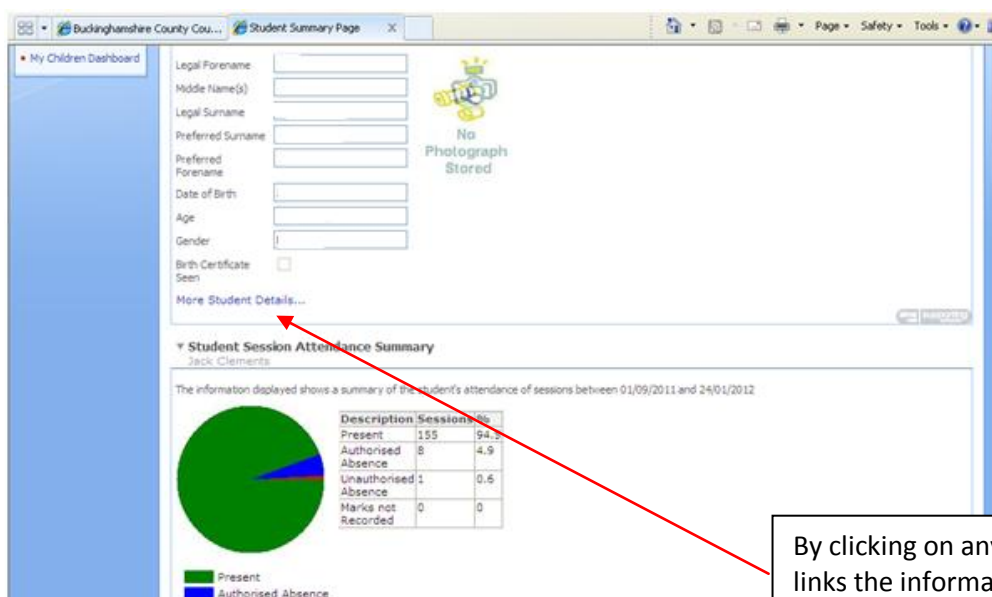 Buckinghamshire County Cou... Student Summary Page X Page Safety Tools
My Children Dashboard
Legal Forename
Middle Name(s)
Legal Surname
Preferred Surname
Preferred
Forename
Date of Birth
Age
Gender
Birth Certificate
Seen
No
Photograph
Stored
More Student Details...
Student Session Attendance Summary
Jack Clements
The information displayed shows a summary of the student's attendance of sessions between 01/09/2011 and 24/01/2012
Description Sessions %
Present 155 94.5
Authorised 8 4.9
Absence
Unauthorised 1 0.6
Absence
Marks not 0 0
Recorded
Present
Authorised Absence
By clicking on any
links the informa